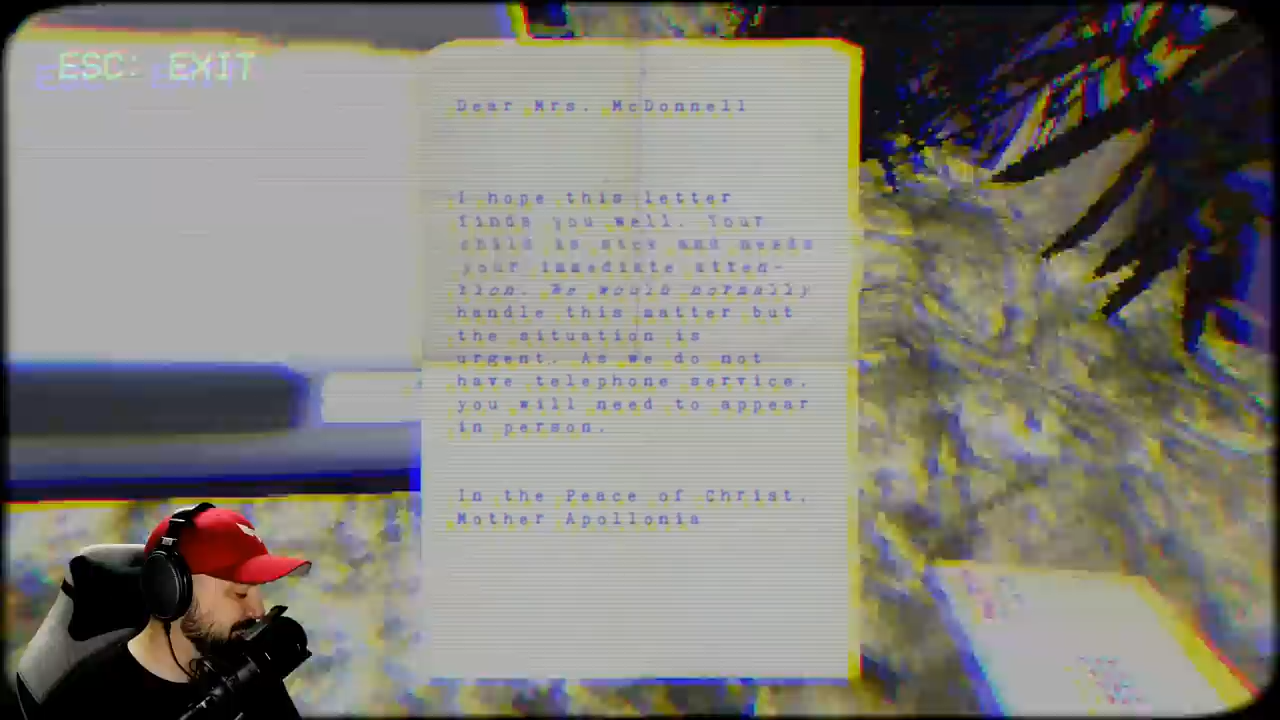 ESC: EXIT
Dear Mrs. McDonnell
I hope this letter
finds you well. Your
child is sick and needs
your immediate atten-
tion. We would normally
handle this matter but
the situation is
urgent. As we do not
have telephone service,
you will need to appear
in person.
In the Peace of Christ,
Mother Apollonia